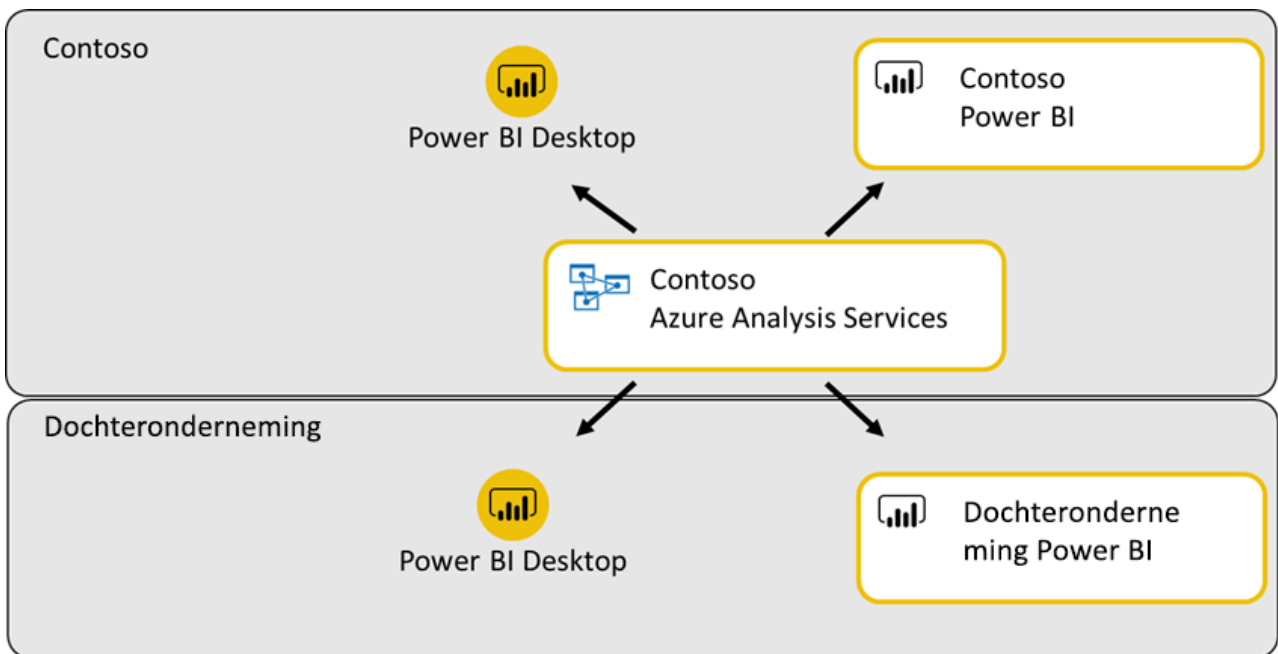 Contoso
Power BI Desktop
Contoso
Power BI
Contoso
Azure Analysis Services
Dochteronderneming
Power BI Desktop
Dochteronderne
ming Power BI